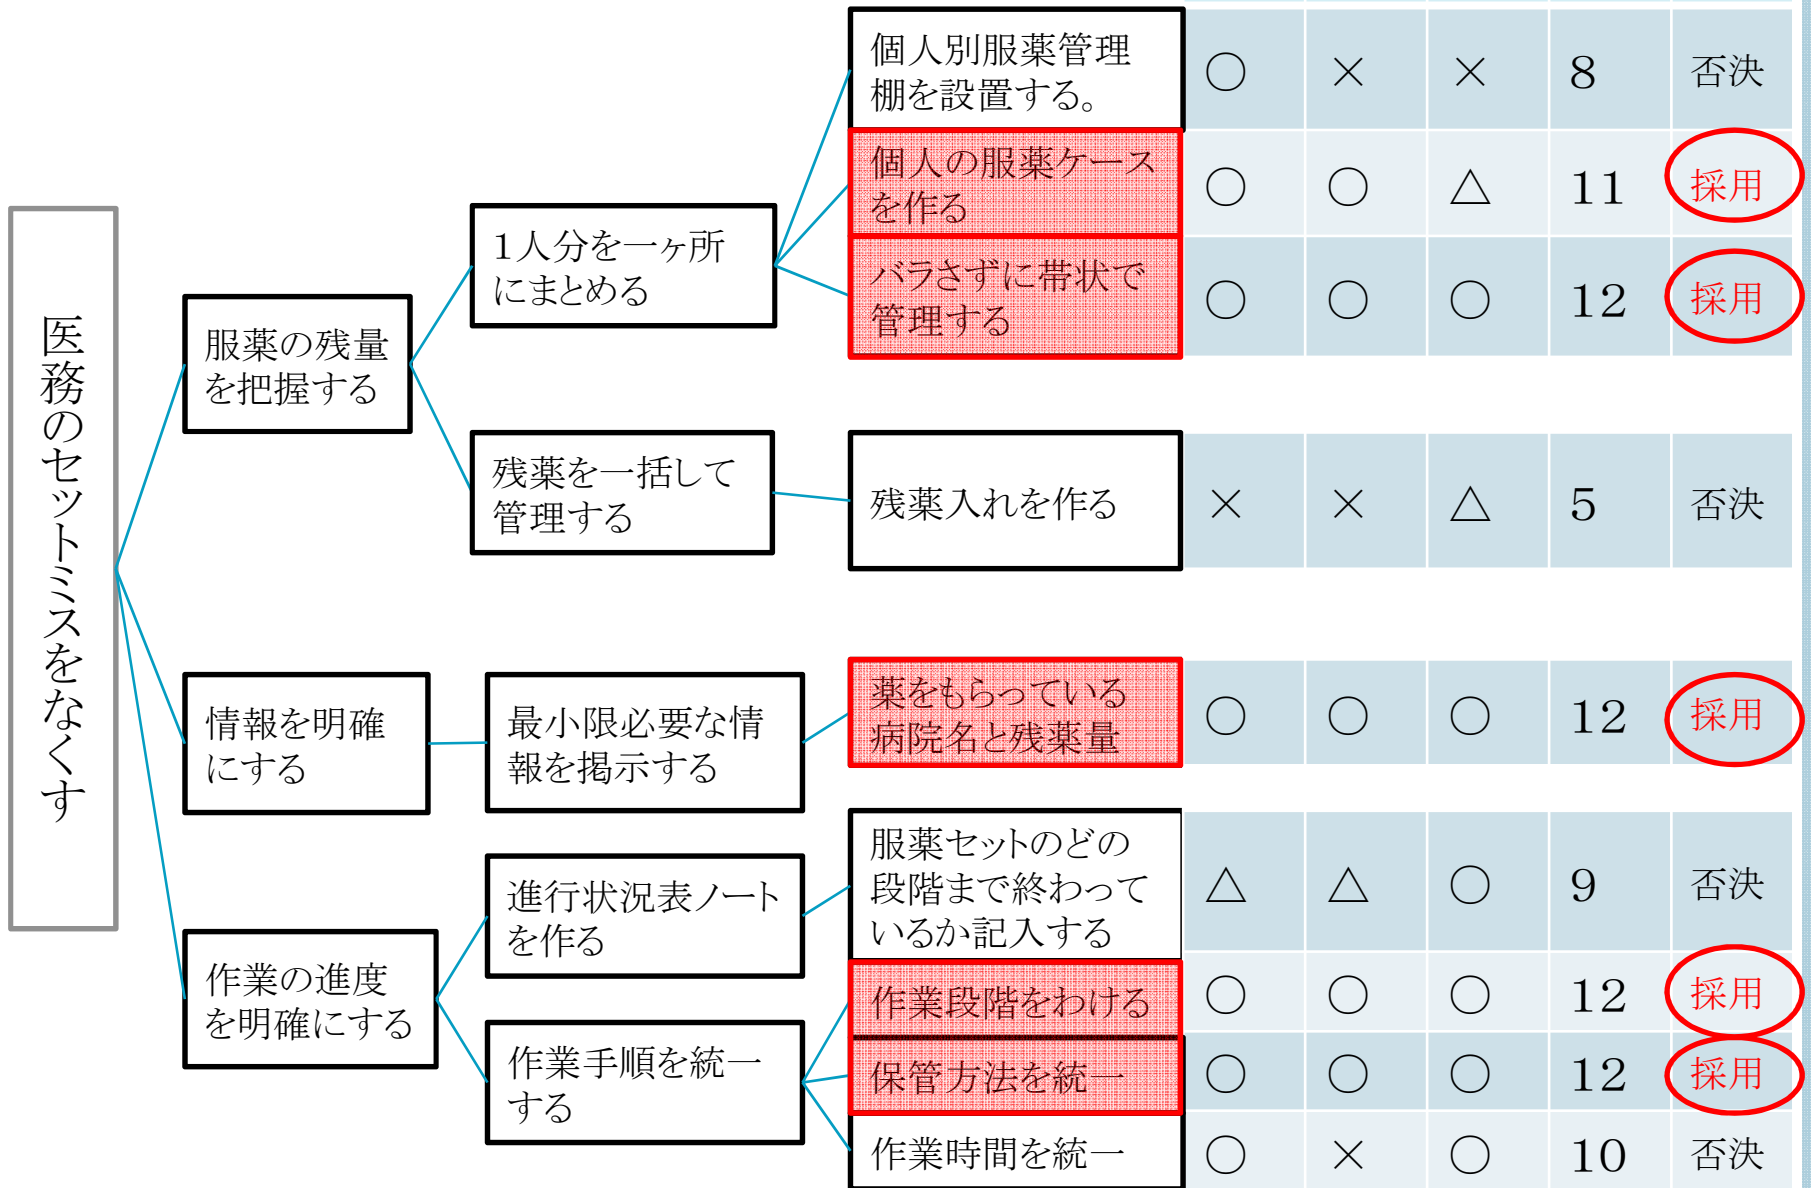 医務のセットミスをなくす
服薬の残量
を把握する
1人分を一ヶ所
にまとめる
個人別服薬管理
棚を設置する。
○ × × 8 否決
個人の服薬ケース
を作る
○ ○ △ 11 採用
バラさずに帯状で
管理する
○ ○ ○ 12 採用
残薬を一括して
管理する
残薬入れを作る
× × △ 5 否決
情報を明確
にする
最小限必要な情
報を掲示する
薬をもらっている
病院名と残薬量
○ ○ ○ 12 採用
作業の進度
を明確にする
進行状況表ノート
を作る
服薬セットのどの
段階まで終わって
いるか記入する
△ △ ○ 9 否決
作業手順を統一
する
作業段階をわける
○ ○ ○ 12 採用
保管方法を統一
○ ○ ○ 12 採用
作業時間を統一
○ × ○ 10 否決